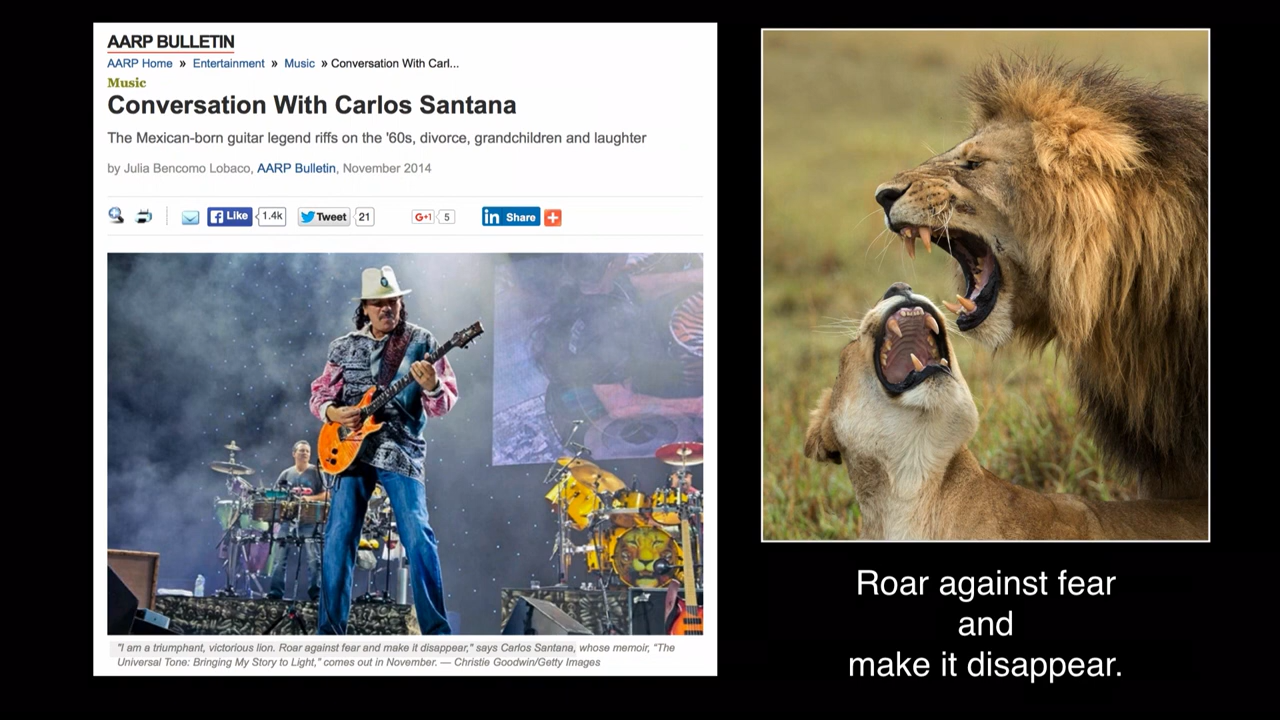 AARP BULLETIN
AARP Home » Entertainment » Music » Conversation With Carl...
Music
Conversation With Carlos Santana
The Mexican-born guitar legend riffs on the '60s, divorce, grandchildren and laughter
by Julia Bencomo Lobaco, AARP Bulletin, November 2014
Like 1.4k Tweet 21 G+1 5 in Share
"I am a triumphant, victorious lion. Roar against fear and make it disappear," says Carlos Santana, whose memoir, "The
Universal Tone: Bringing My Story to Light," comes out in November. — Christie Goodwin/Getty Images
Roar against fear
and
make it disappear.